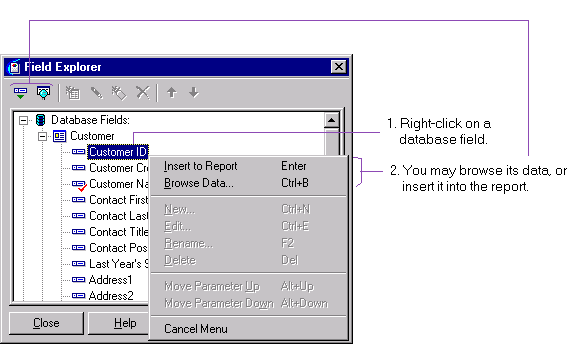 Field Explorer
Database Fields:
Customer
Customer ID
Customer Cre
Customer Na
Contact First
Contact Last
Contact Title
Contact Pos
Last Year's S
Address1
Address2
Close
Help
Insert to Report Enter
Browse Data... Ctrl+B
New... Ctrl+N
Edit... Ctrl+E
Rename... F2
Delete Del
Move Parameter Up Alt+Up
Move Parameter Down Alt+Down
Cancel Menu
1. Right-click on a
database field.
2. You may browse its data, or
insert it into the report.